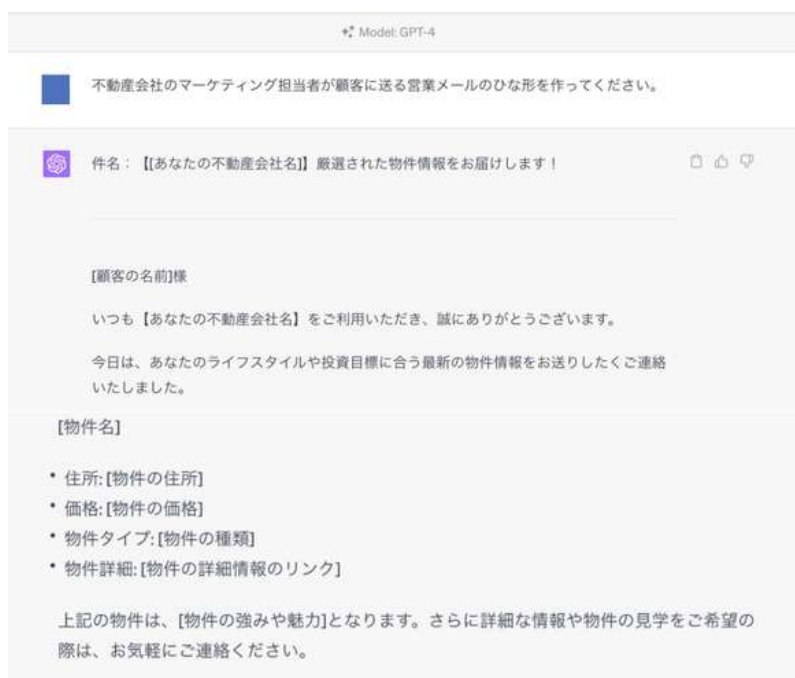 Model: GPT-4
不動産会社のマーケティング担当者が顧客に送る営業メールのひな形を作ってください。
件名：【[あなたの不動産会社名]】厳選された物件情報をお届けします！
[顧客の名前]様
いつも【あなたの不動産会社名】をご利用いただき、誠にありがとうございます。
今日は、あなたのライフスタイルや投資目標に合う最新の物件情報をお送りしたくご連絡
いたしました。
[物件名]
• 住所: [物件の住所]
• 価格: [物件の価格]
• 物件タイプ: [物件の種類]
• 物件詳細: [物件の詳細情報のリンク]
上記の物件は、[物件の強みや魅力]となります。さらに詳細な情報や物件の見学をご希望の
際は、お気軽にご連絡ください。